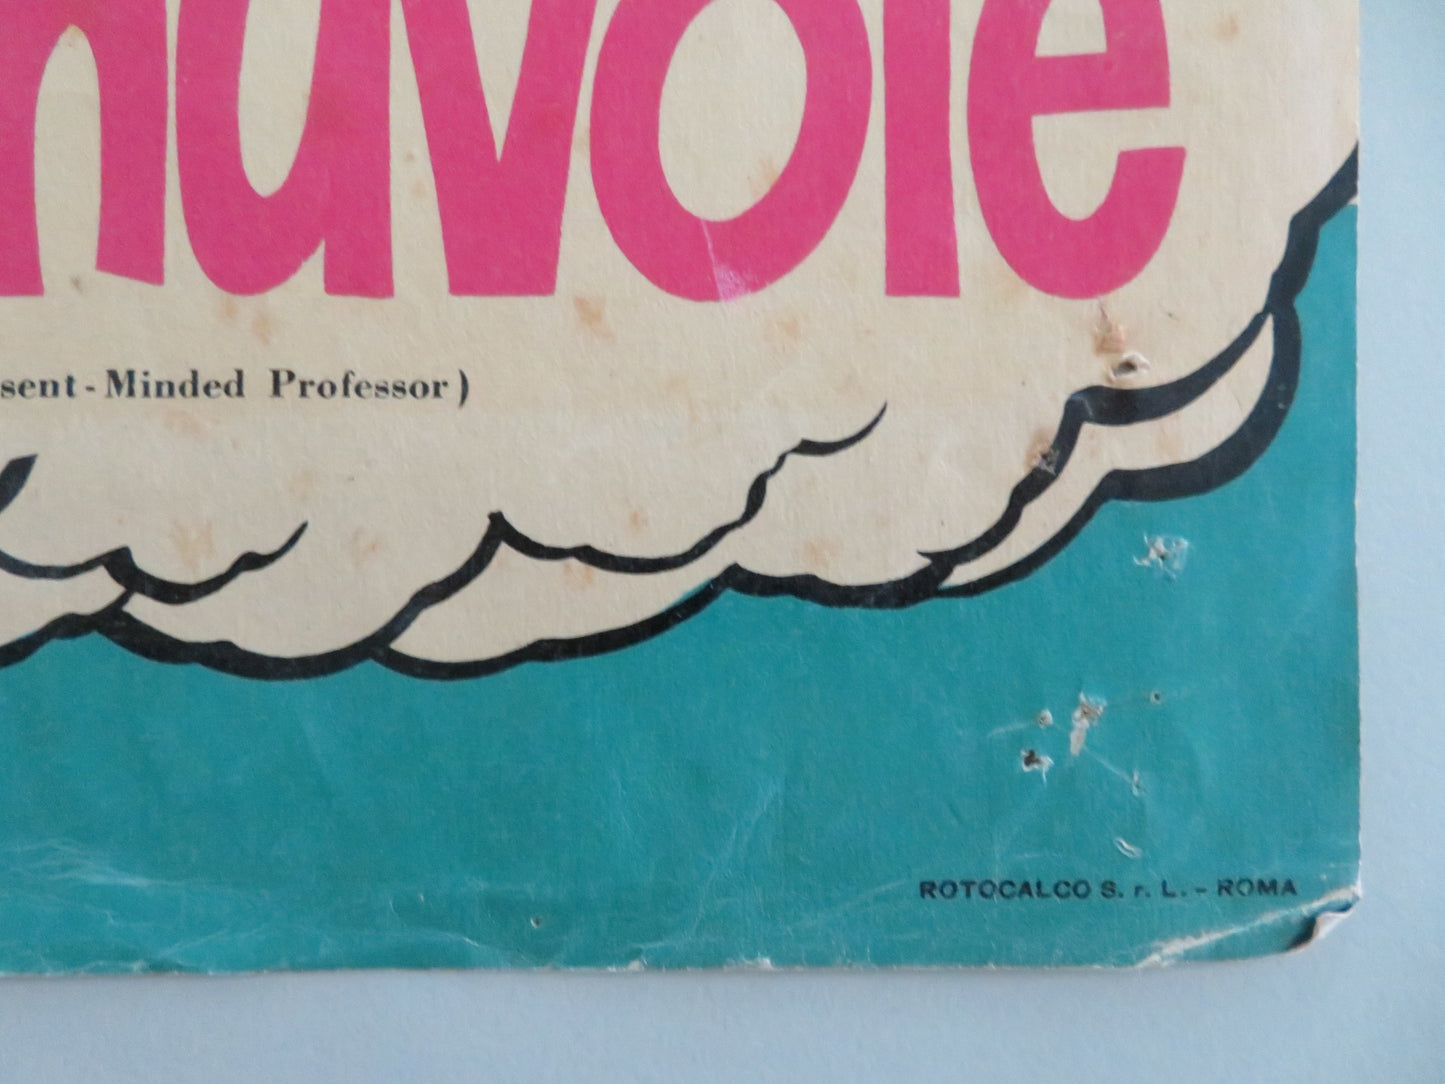 nuvole
sent - Minded Professor)
ROTOCALCO S. r. L. - ROMA